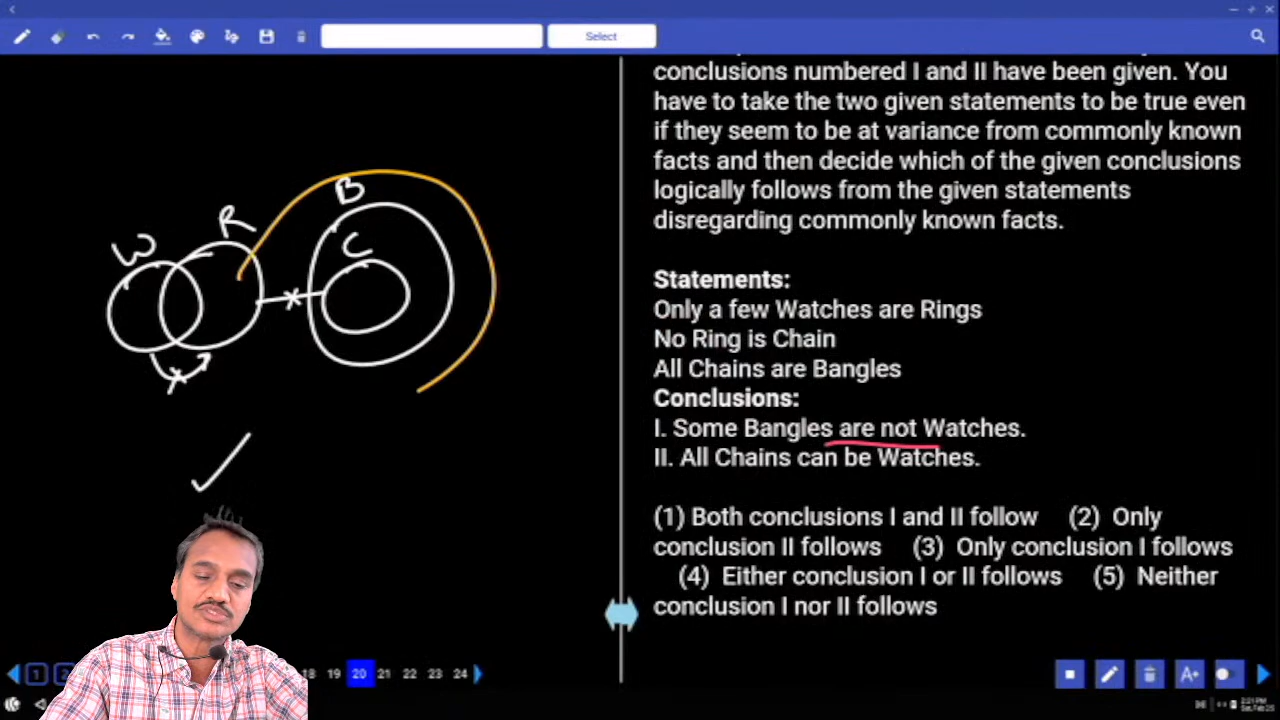 Select
conclusions numbered I and II have been given. You
have to take the two given statements to be true even
if they seem to be at variance from commonly known
facts and then decide which of the given conclusions
logically follows from the given statements
disregarding commonly known facts.
Statements:
Only a few Watches are Rings
No Ring is Chain
All Chains are Bangles
Conclusions:
I. Some Bangles are not Watches.
II. All Chains can be Watches.
(1) Both conclusions I and II follow (2) Only
conclusion II follows (3) Only conclusion I follows
(4) Either conclusion I or II follows (5) Neither
conclusion I nor II follows
W R B
C
1 18 19 20 21 22 23 24
A+